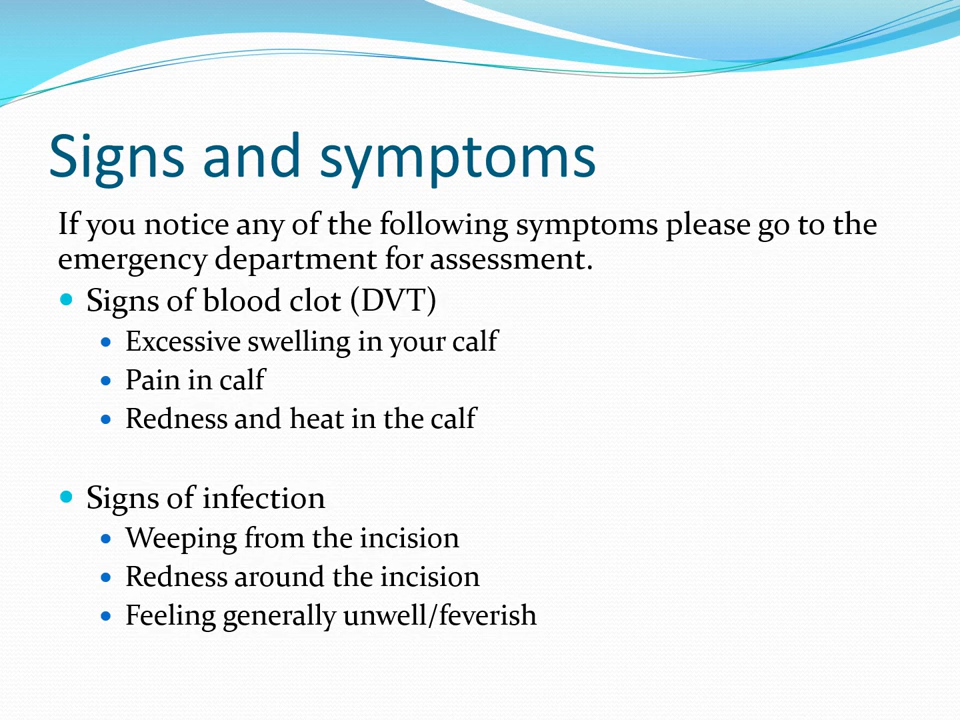 Signs and symptoms
If you notice any of the following symptoms please go to the
emergency department for assessment.
• Signs of blood clot (DVT)
• Excessive swelling in your calf
• Pain in calf
• Redness and heat in the calf
• Signs of infection
• Weeping from the incision
• Redness around the incision
• Feeling generally unwell/feverish